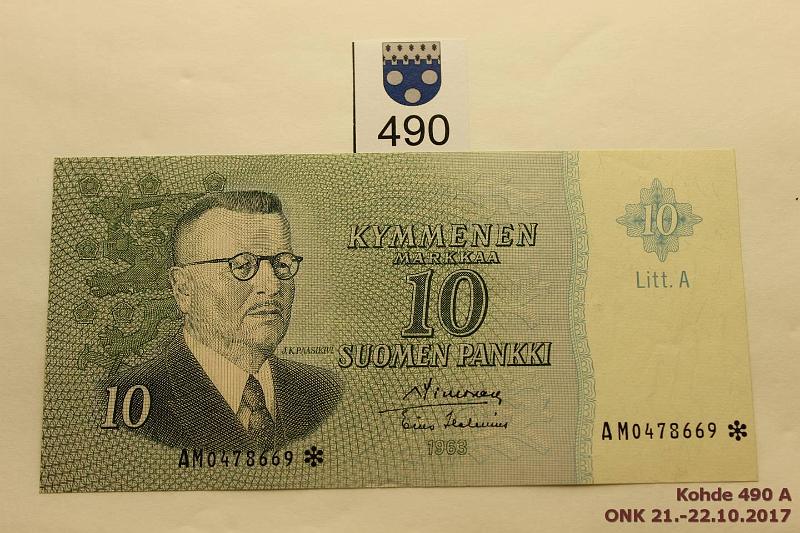 490
KYMMENEN
MARKKAA
10
SUOMEN PANKKI
J.K.PAASIKIVI
10
1963
AM0478669 *
10
Litt. A
AM0478669 *
Kohde 490 A
ONK 21.-22.10.2017